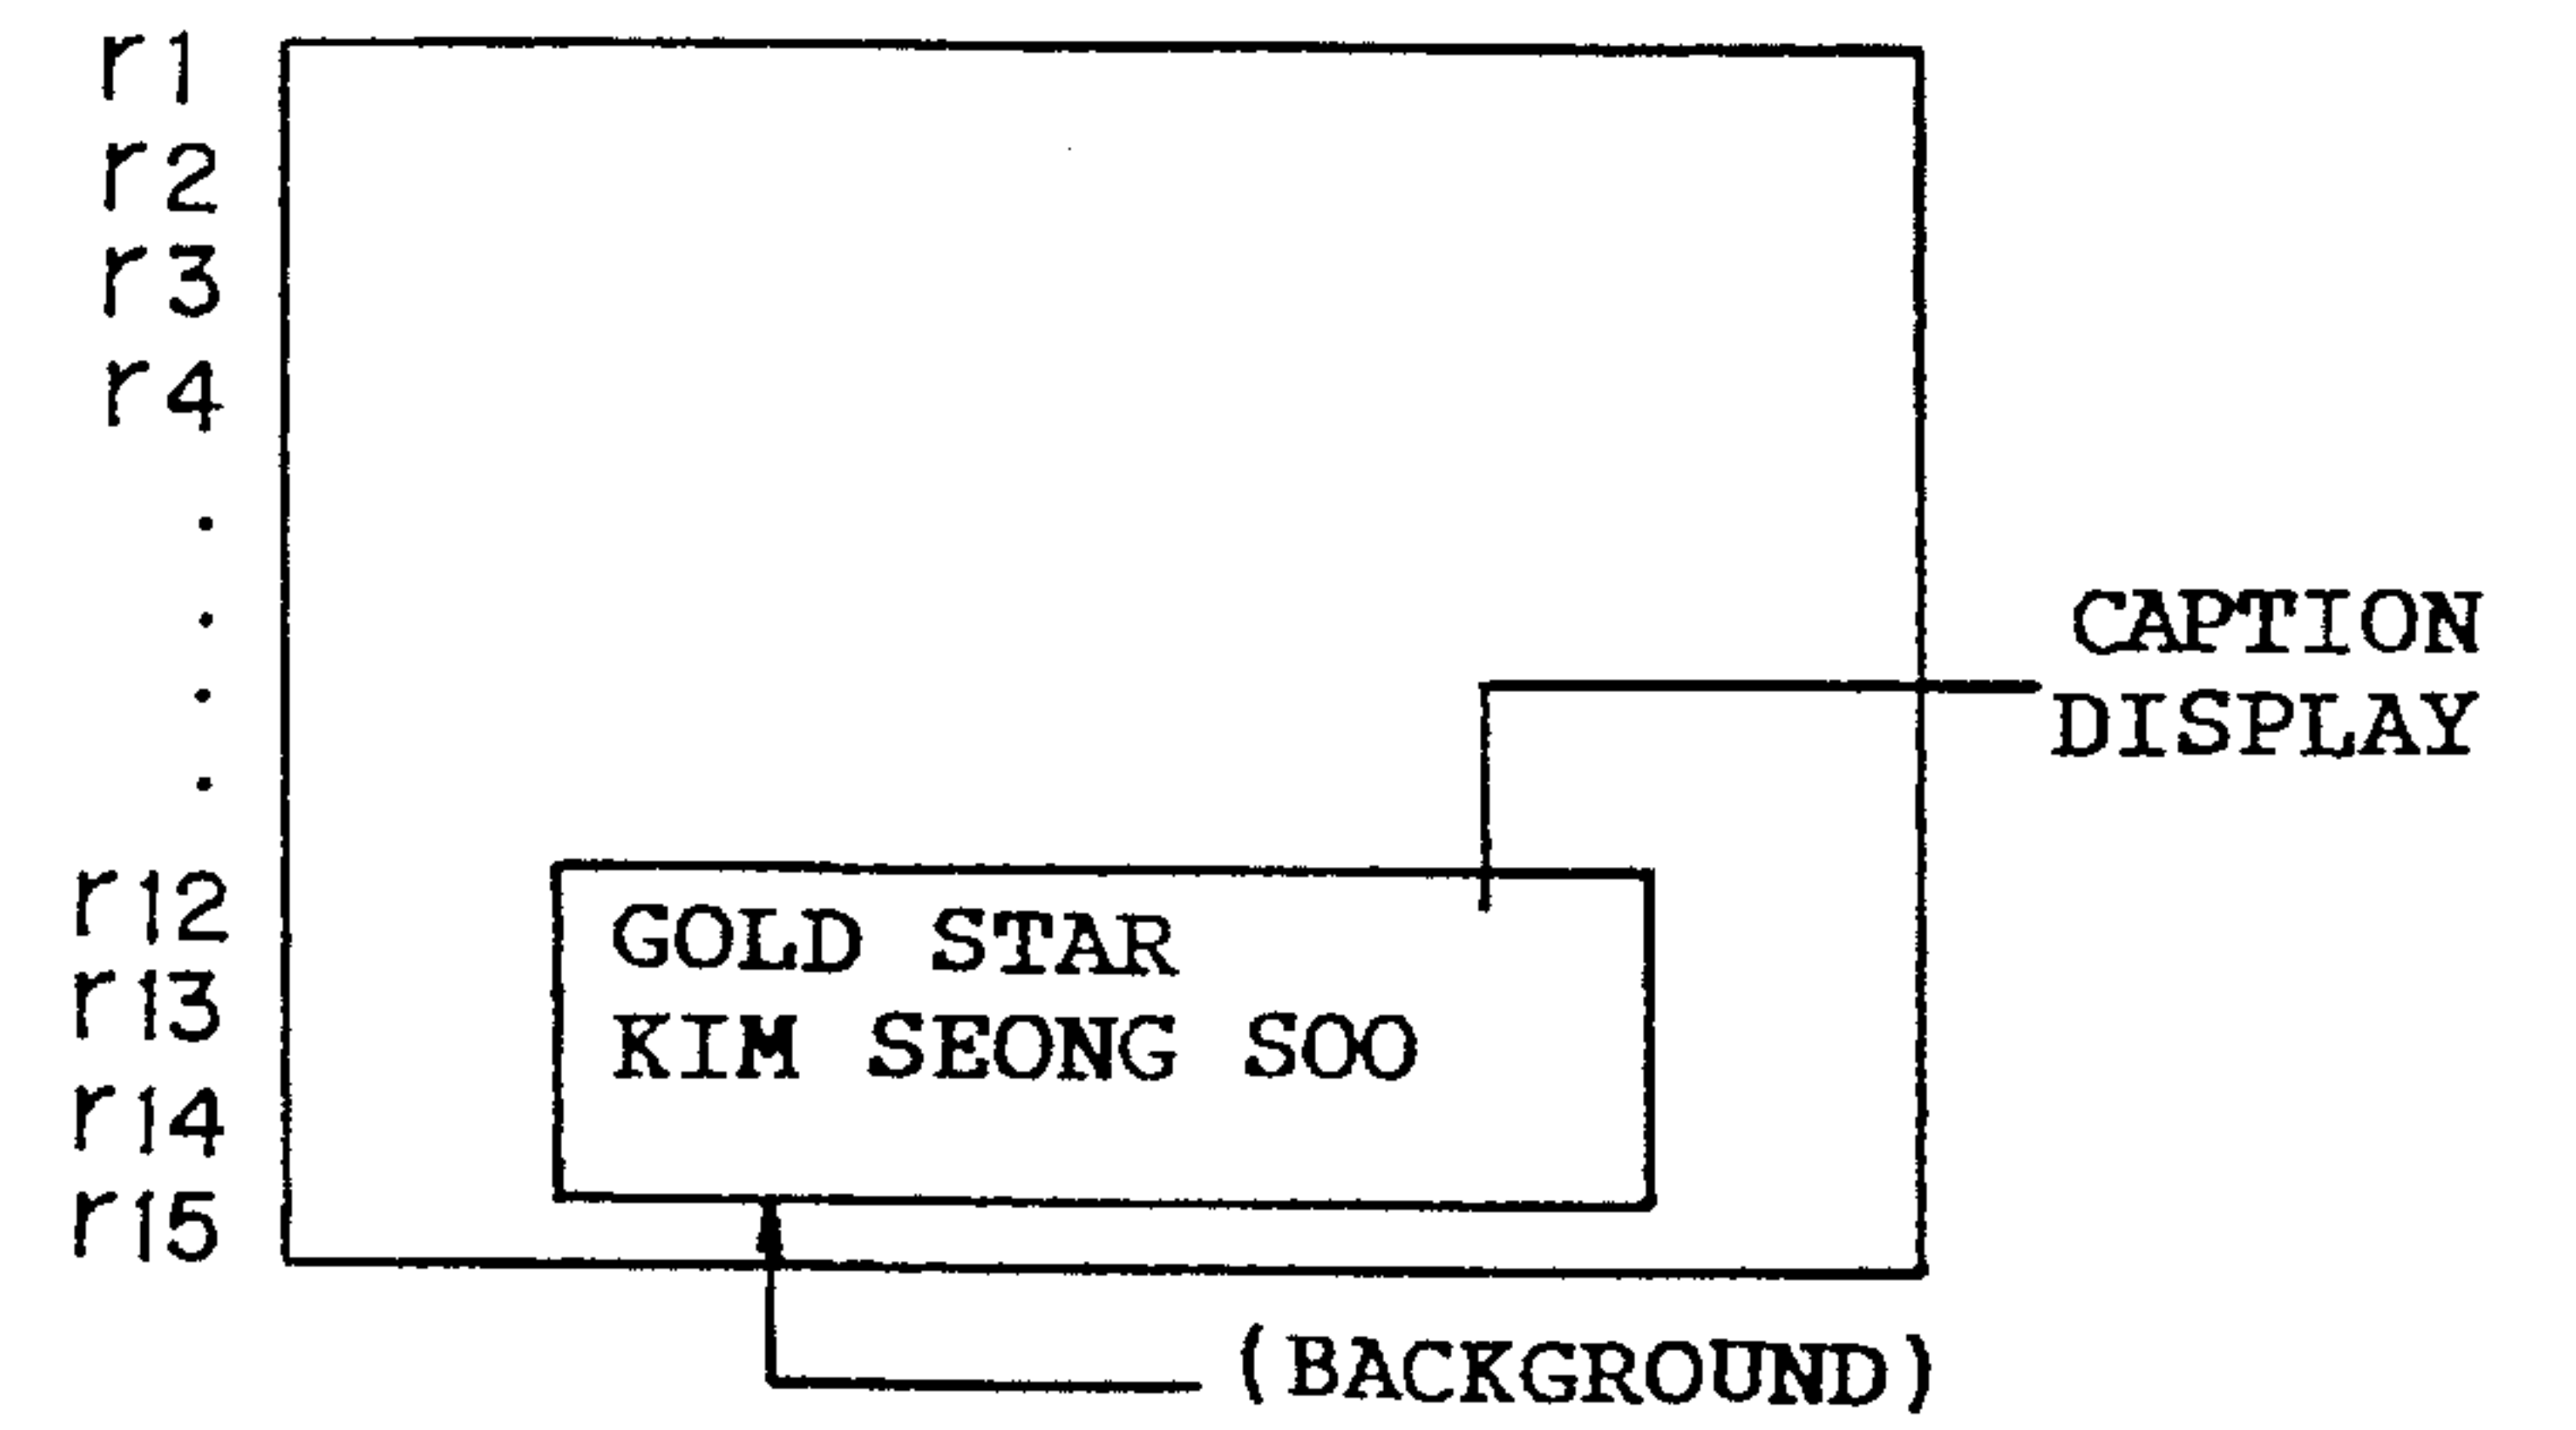 r1
r2
r3
r4
.
.
.
.
CAPTION
DISPLAY
r12
GOLD STAR
r13
KIM SEONG SOO
r14
r15
(BACKGROUND)